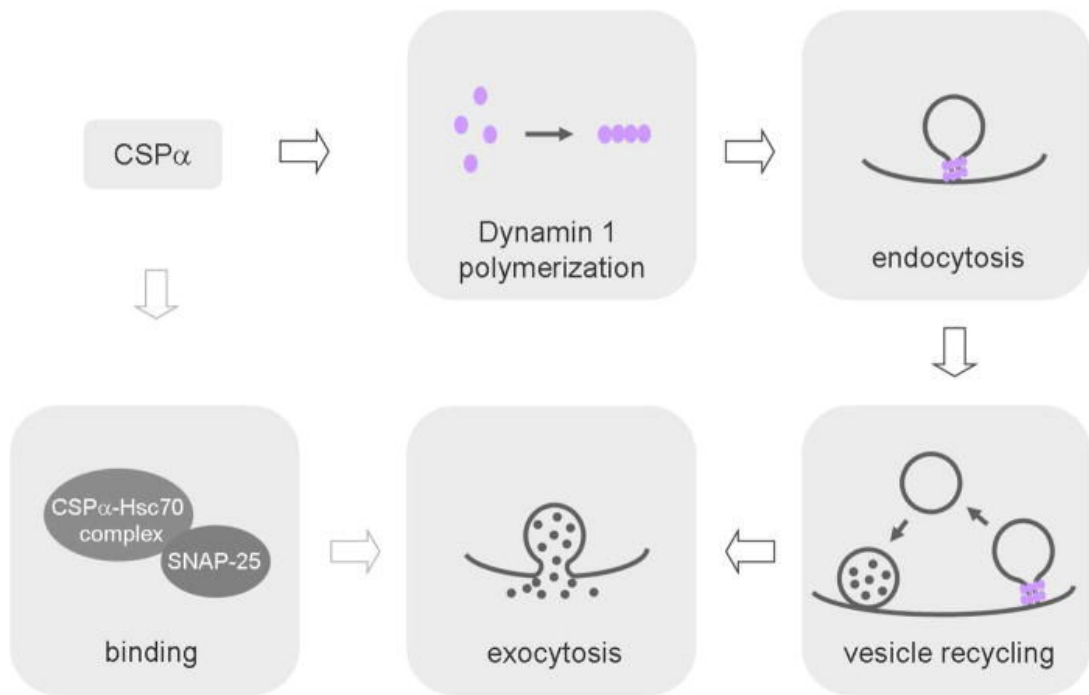 CSPα
Dynamin 1
polymerization
endocytosis
CSPα-Hsc70
complex
SNAP-25
binding
exocytosis
vesicle recycling